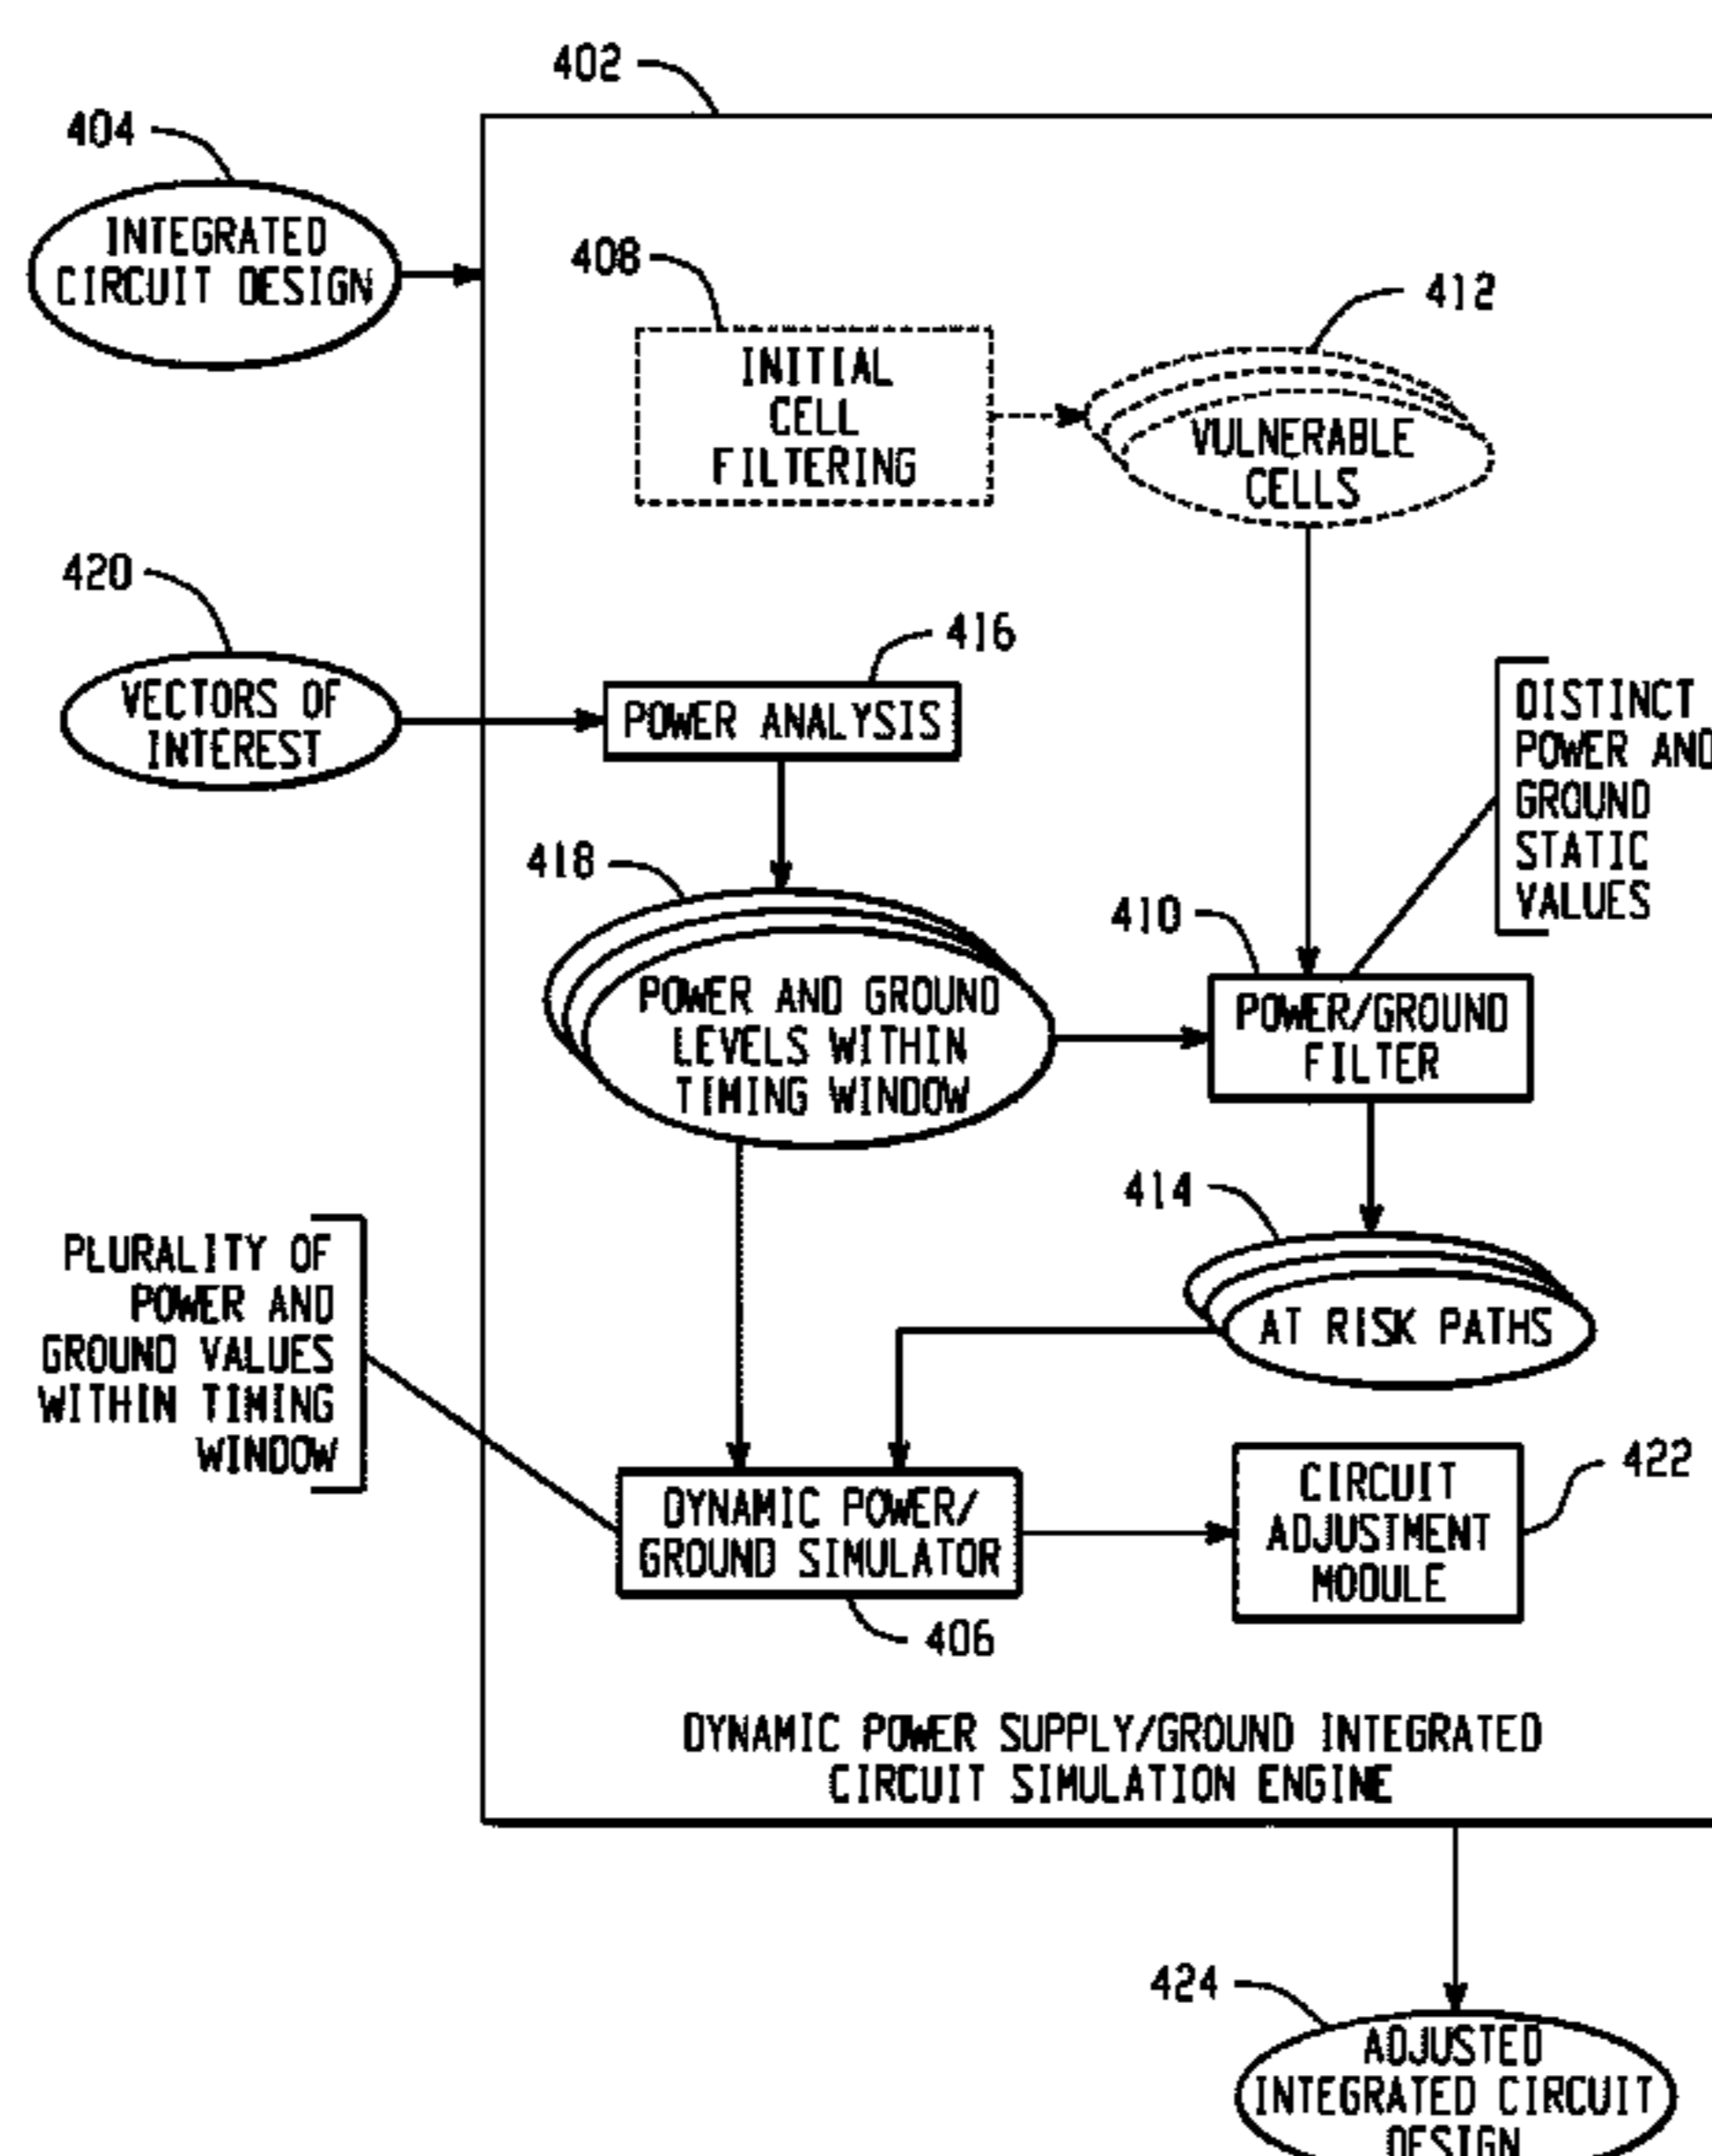 402
404
INTEGRATED
CIRCUIT DESIGN
408
INITIAL
CELL
FILTERING
412
VULNERABLE
CELLS
420
VECTORS OF
INTEREST
416
POWER ANALYSIS
DISTINCT
POWER AND
GROUND
STATIC
VALUES
418
POWER AND GROUND
LEVELS WITHIN
TIMING WINDOW
410
POWER/GROUND
FILTER
414
AT RISK PATHS
PLURALITY OF
POWER AND
GROUND VALUES
WITHIN TIMING
WINDOW
DYNAMIC POWER/
GROUND SIMULATOR
406
CIRCUIT
ADJUSTMENT
MODULE
422
DYNAMIC POWER SUPPLY/GROUND INTEGRATED
CIRCUIT SIMULATION ENGINE
424
ADJUSTED
INTEGRATED CIRCUIT
DESIGN